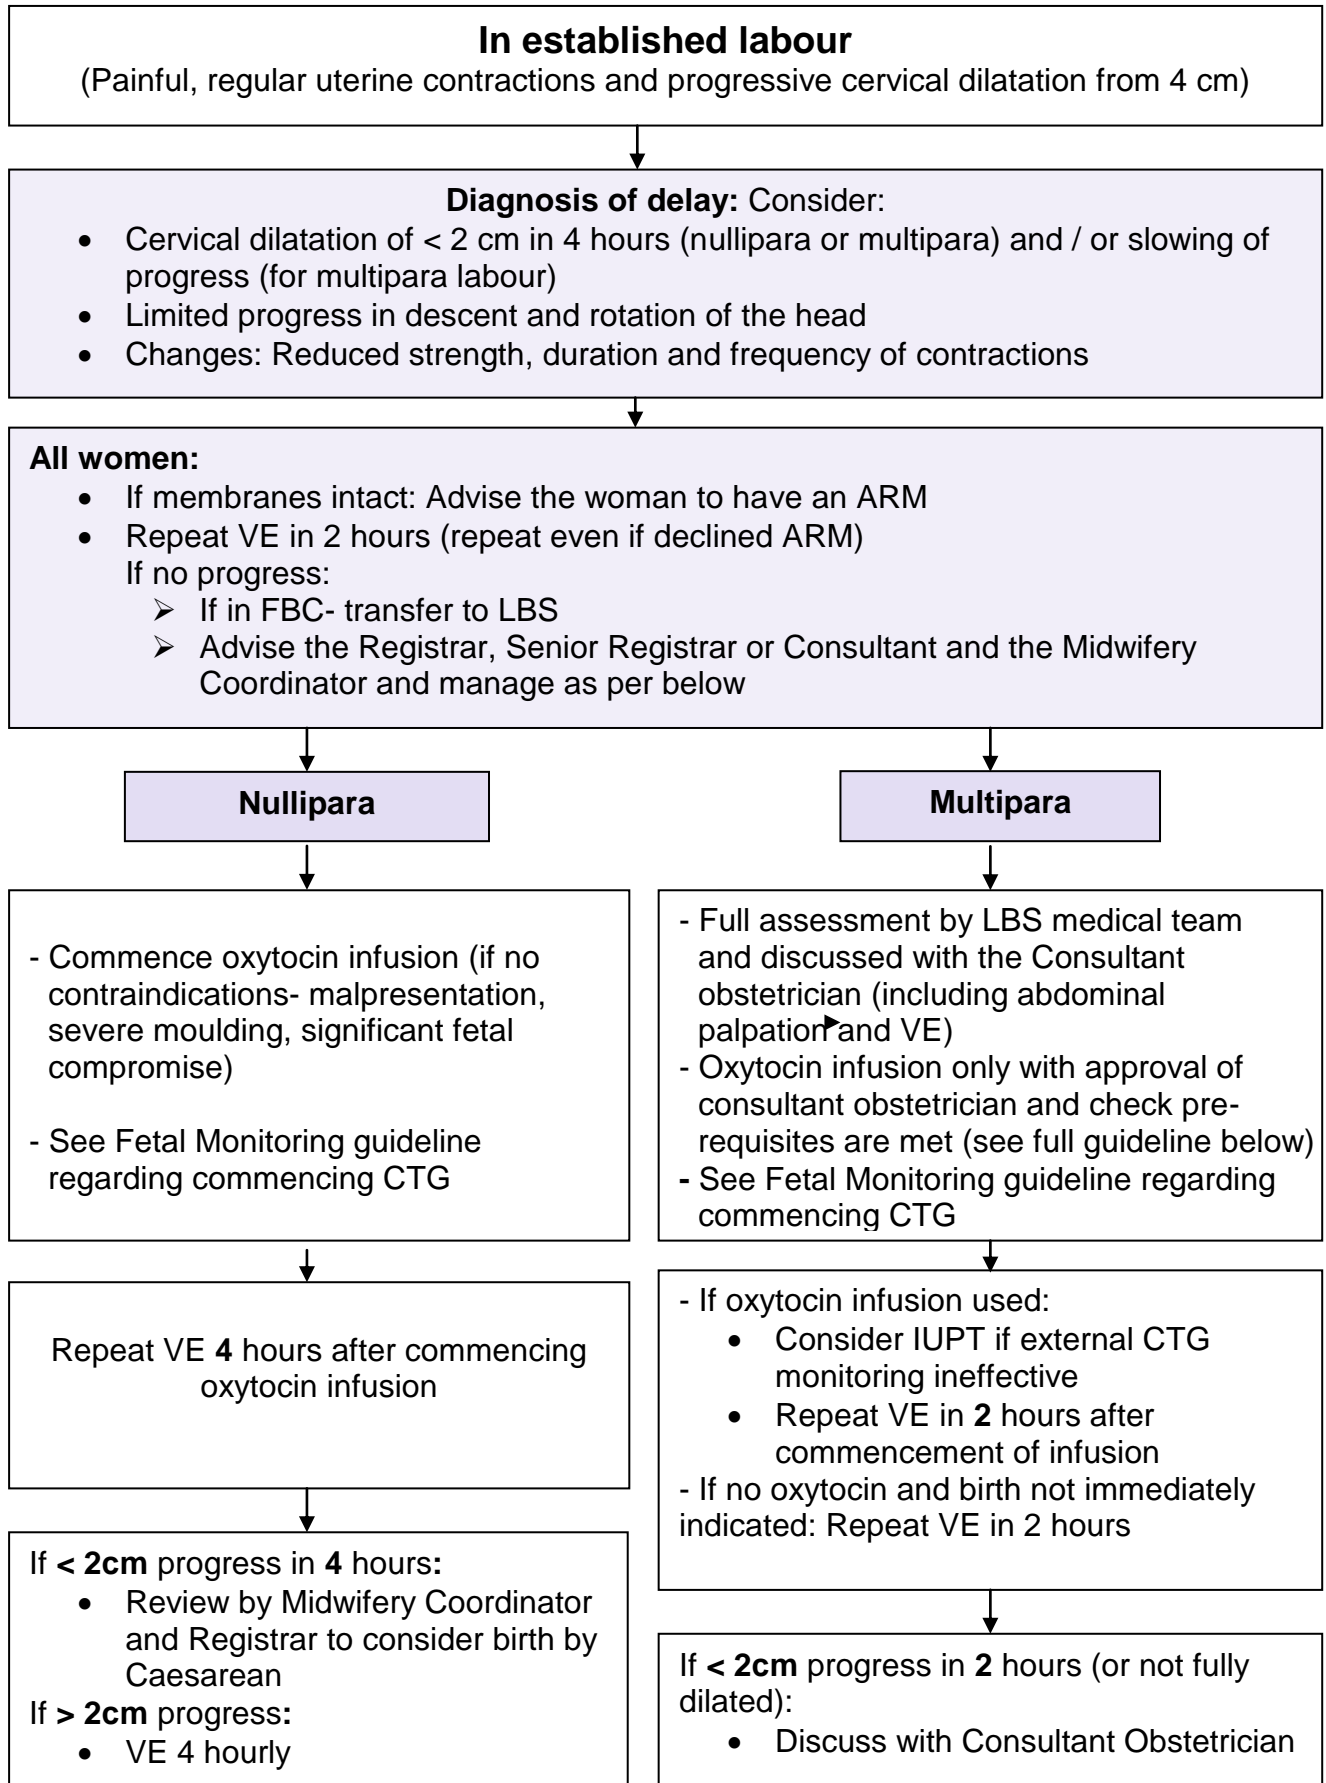 In established labour
(Painful, regular uterine contractions and progressive cervical dilatation from 4 cm)
Diagnosis of delay: Consider:
• Cervical dilatation of < 2 cm in 4 hours (nullipara or multipara) and / or slowing of
progress (for multipara labour)
• Limited progress in descent and rotation of the head
• Changes: Reduced strength, duration and frequency of contractions
All women:
• If membranes intact: Advise the woman to have an ARM
• Repeat VE in 2 hours (repeat even if declined ARM)
If no progress:
➢ If in FBC- transfer to LBS
➢ Advise the Registrar, Senior Registrar or Consultant and the Midwifery
Coordinator and manage as per below
Nullipara
- Commence oxytocin infusion (if no
contraindications- malpresentation,
severe moulding, significant fetal
compromise)
- See Fetal Monitoring guideline
regarding commencing CTG
Repeat VE 4 hours after commencing
oxytocin infusion
If < 2cm progress in 4 hours:
• Review by Midwifery Coordinator
and Registrar to consider birth by
Caesarean
If > 2cm progress:
• VE 4 hourly
Multipara
- Full assessment by LBS medical team
and discussed with the Consultant
obstetrician (including abdominal
palpation and VE)
- Oxytocin infusion only with approval of
consultant obstetrician and check pre-
requisites are met (see full guideline below)
- See Fetal Monitoring guideline regarding
commencing CTG
- If oxytocin infusion used:
• Consider IUPT if external CTG
monitoring ineffective
• Repeat VE in 2 hours after
commencement of infusion
- If no oxytocin and birth not immediately
indicated: Repeat VE in 2 hours
If < 2cm progress in 2 hours (or not fully
dilated):
• Discuss with Consultant Obstetrician